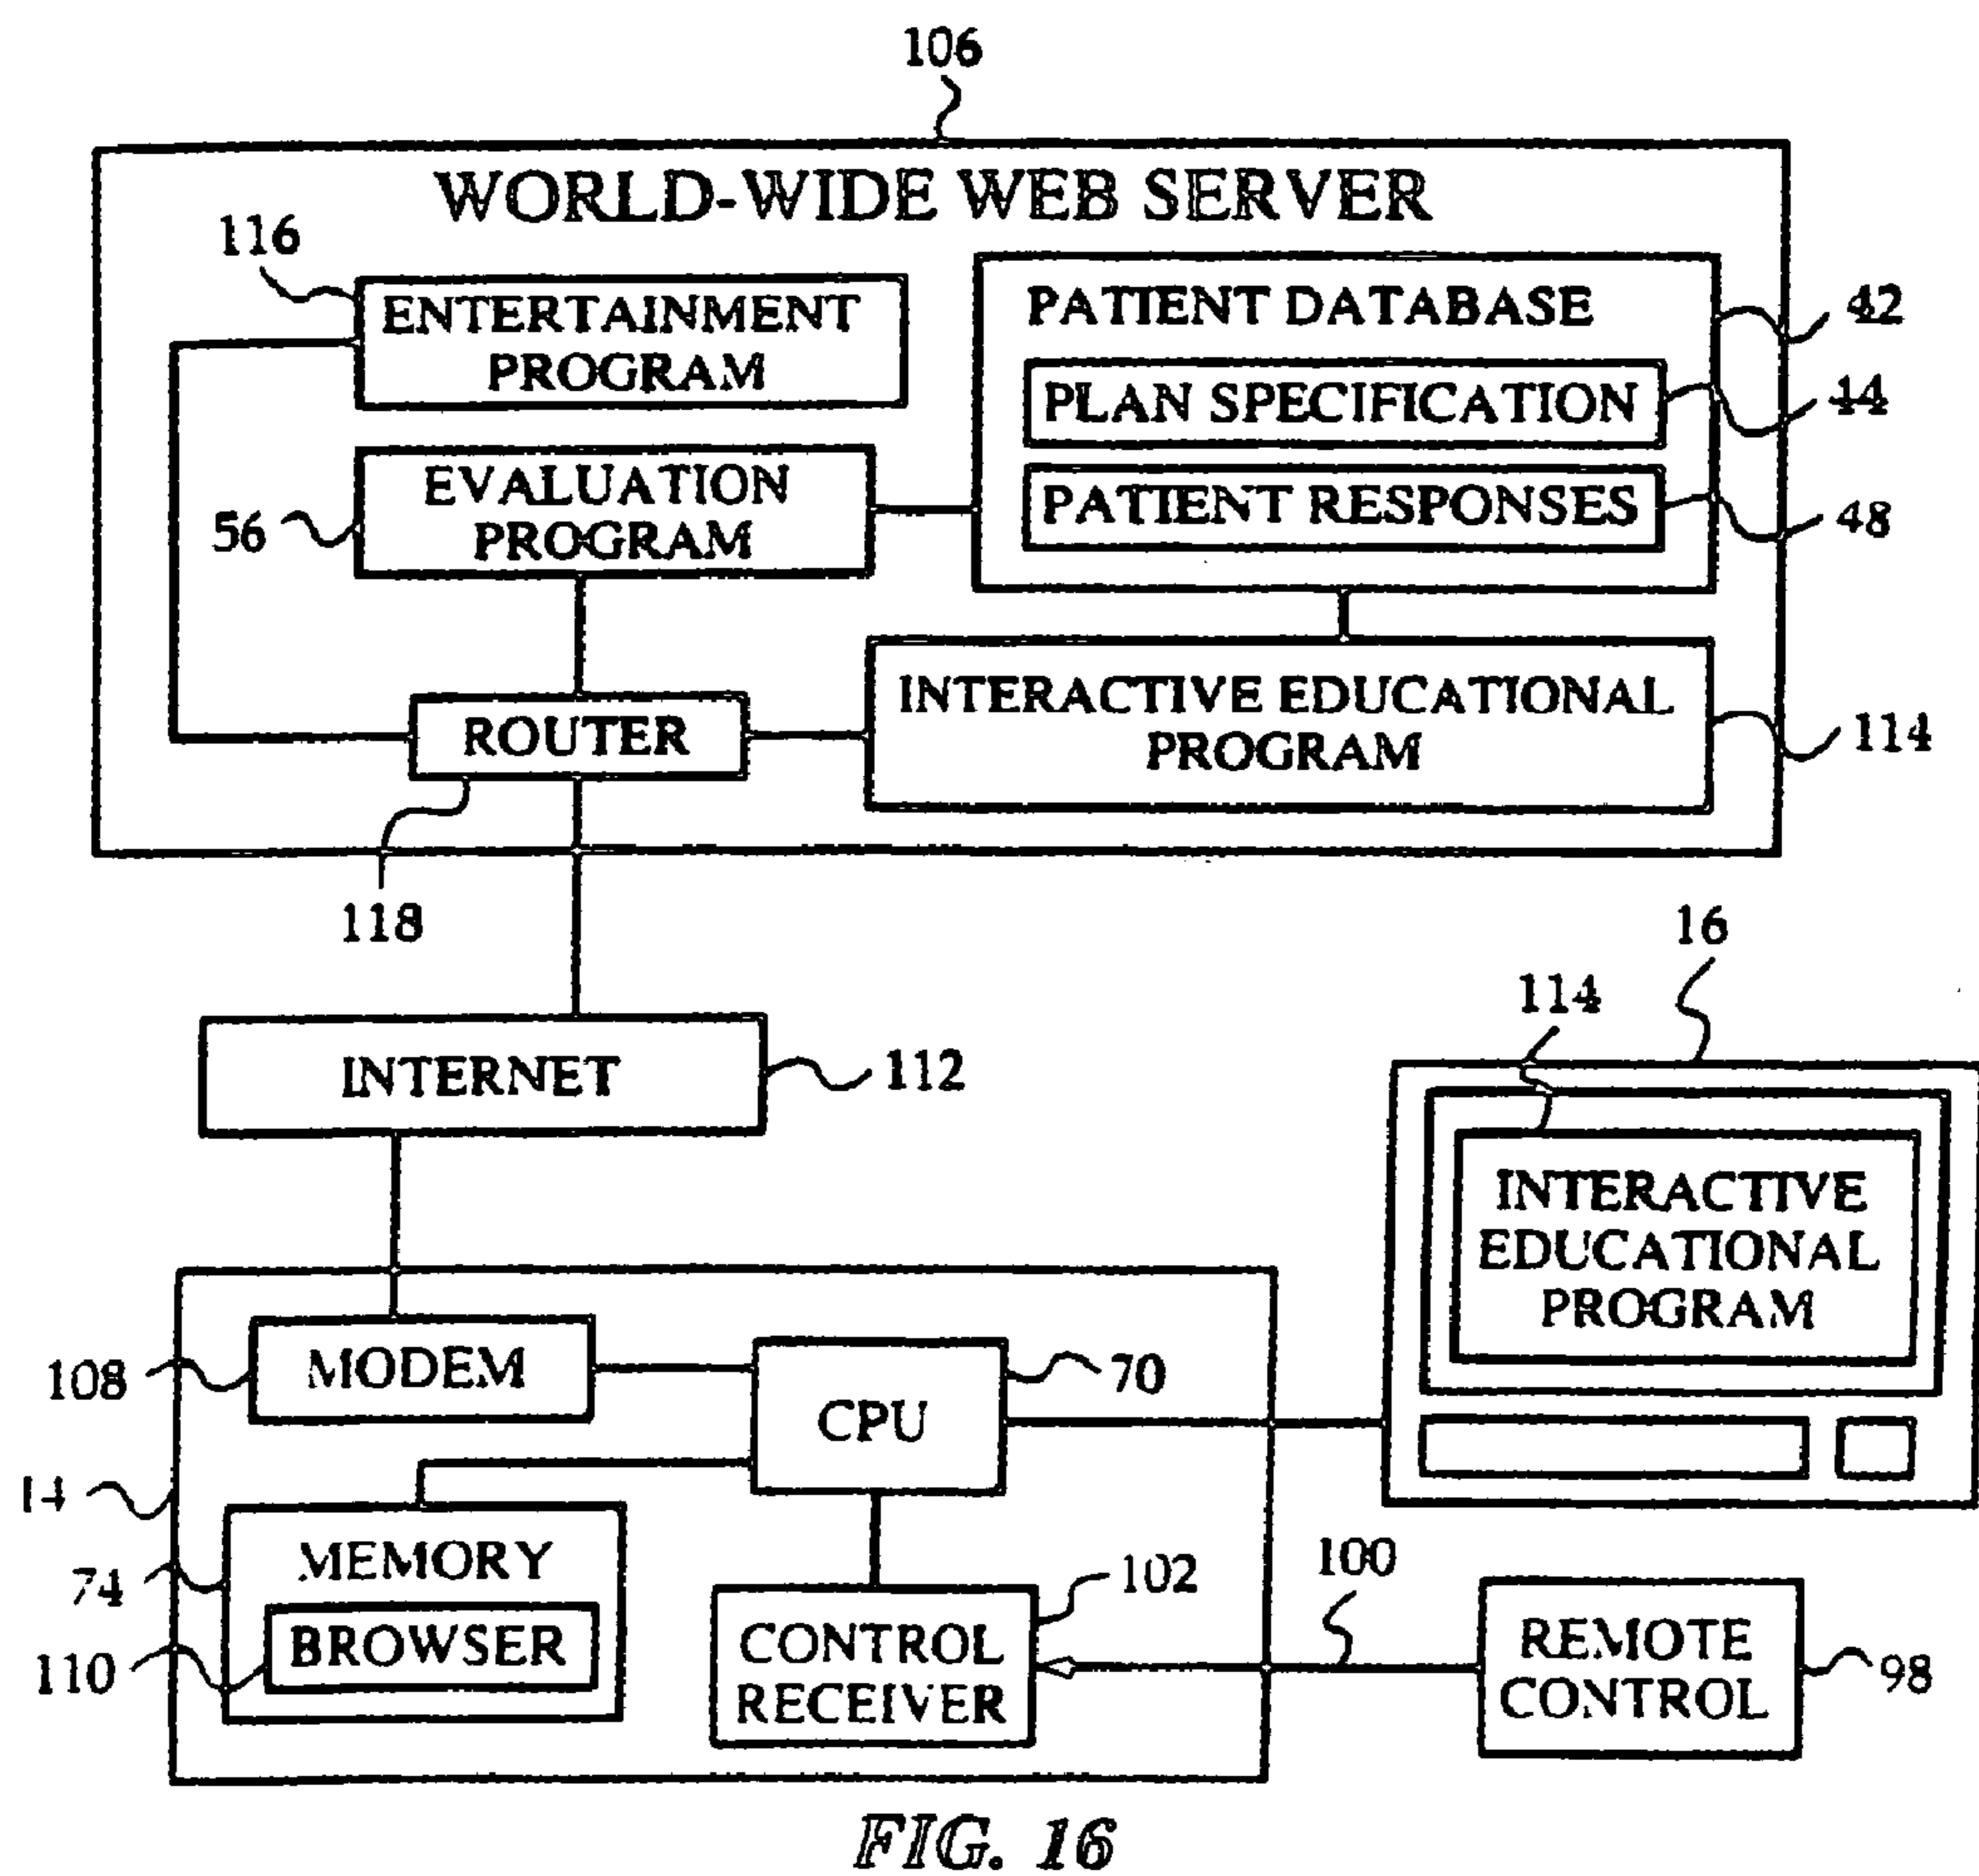 106
WORLD-WIDE WEB SERVER
116
ENTERTAINMENT
PROGRAM
PATIENT DATABASE
42
PLAN SPECIFICATION
44
EVALUATION
PROGRAM
56
PATIENT RESPONSES
48
ROUTER
INTERACTIVE EDUCATIONAL
PROGRAM
114
118
16
114
INTERNET
112
INTERACTIVE
EDUCATIONAL
PROGRAM
MODEM
108
CPU
70
14
MEMORY
74
BROWSER
110
CONTROL
RECEIVER
102
100
REMOTE
CONTROL
98
FIG. 16